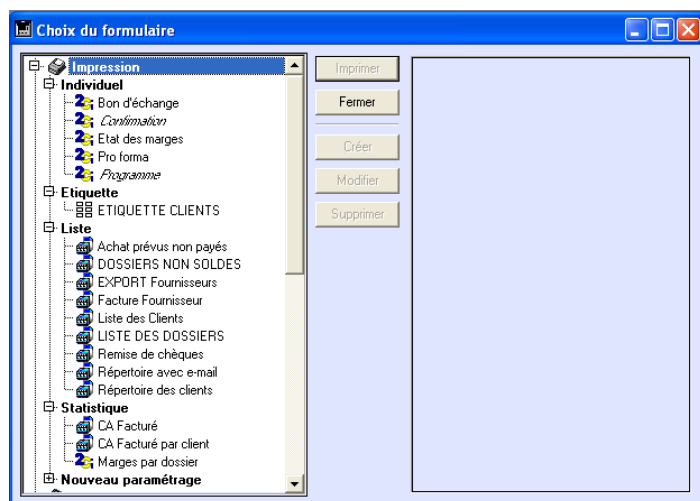 Choix du formulaire
Impression
Individuel
Bon d'échange
Confirmation
Etat des marges
Pro forma
Programme
Etiquette
ETIQUETTE CLIENTS
Liste
Achat prévus non payés
DOSSIERS NON SOLDES
EXPORT Fournisseurs
Facture Fournisseur
Liste des Clients
LISTE DES DOSSIERS
Remise de chèques
Répertoire avec e-mail
Répertoire des clients
Statistique
CA Facturé
CA Facturé par client
Marges par dossier
Nouveau paramétrage
Imprimer
Fermer
Créer
Modifier
Supprimer